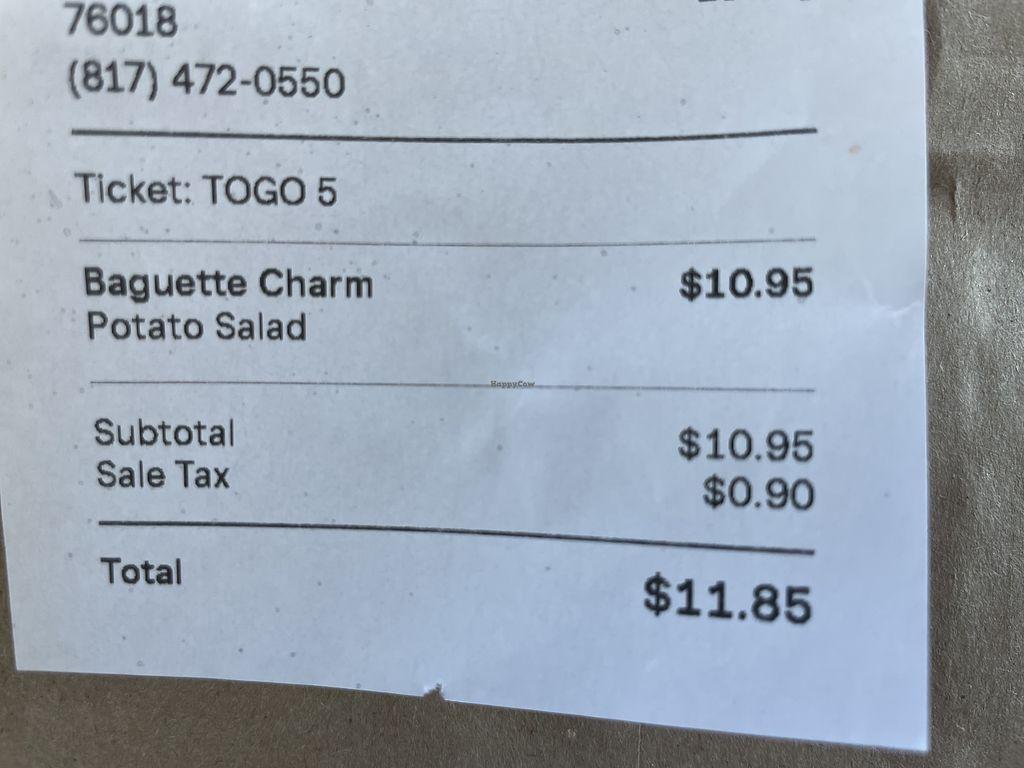 76018
(817) 472-0550
Ticket: TOGO 5
Baguette Charm $10.95
Potato Salad
HappyCow
Subtotal $10.95
Sale Tax $0.90
Total $11.85